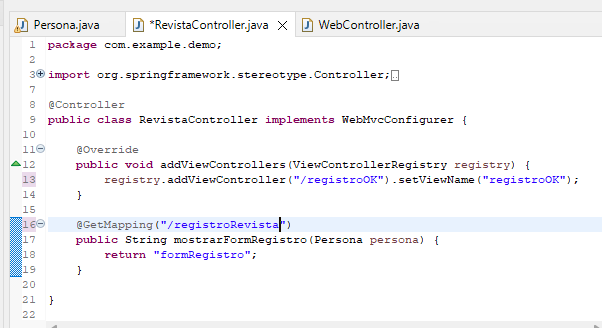 Persona.java *RevistaController.java WebController.java
1 package com.example.demo;
2
3 import org.springframework.stereotype.Controller;
7
8 @Controller
9 public class RevistaController implements WebMvcConfigurer {
10
11 @Override
12 public void addViewControllers(ViewControllerRegistry registry) {
13 registry.addViewController("/registroOK").setViewName("registroOK");
14 }
15
16 @GetMapping("/registroRevista")
17 public String mostrarFormRegistro(Persona persona) {
18 return "formRegistro";
19 }
20
21 }
22